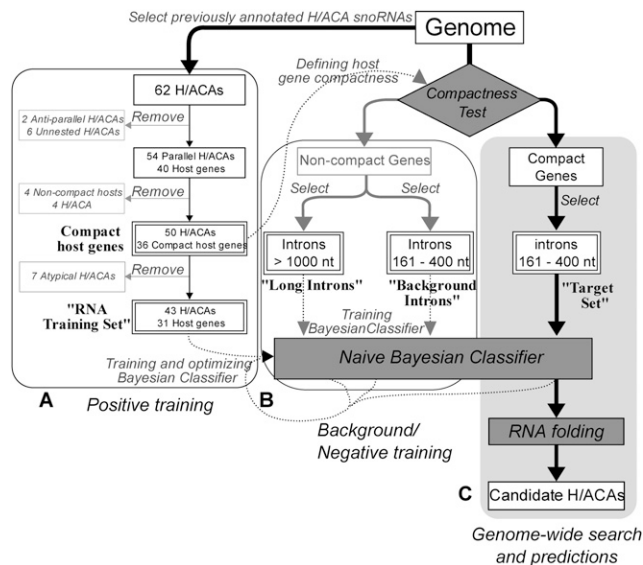 Select previously annotated H/ACA snoRNAs
Genome
62 H/ACAs
2 Anti-parallel H/ACAs
6 Unnested H/ACAs
Remove
54 Parallel H/ACAs
40 Host genes
4 Non-compact hosts
4 H/ACA
Remove
Compact
host genes
50 H/ACAs
36 Compact host genes
7 Atypical H/ACAs
Remove
"RNA
Training Set"
43 H/ACAs
31 Host genes
Training and optimizing
Bayesian Classifier
A
Positive training
Defining host
gene compactness
Compactness
Test
Non-compact Genes
Select
Select
Introns
> 1000 nt
Introns
161 - 400 nt
"Long Introns"
"Background
Introns"
Training
BayesianClassifier
Naive Bayesian Classifier
B
Background/
Negative training
Compact
Genes
Select
introns
161 - 400 nt
"Target
Set"
RNA folding
C
Candidate H/ACAs
Genome-wide search
and predictions